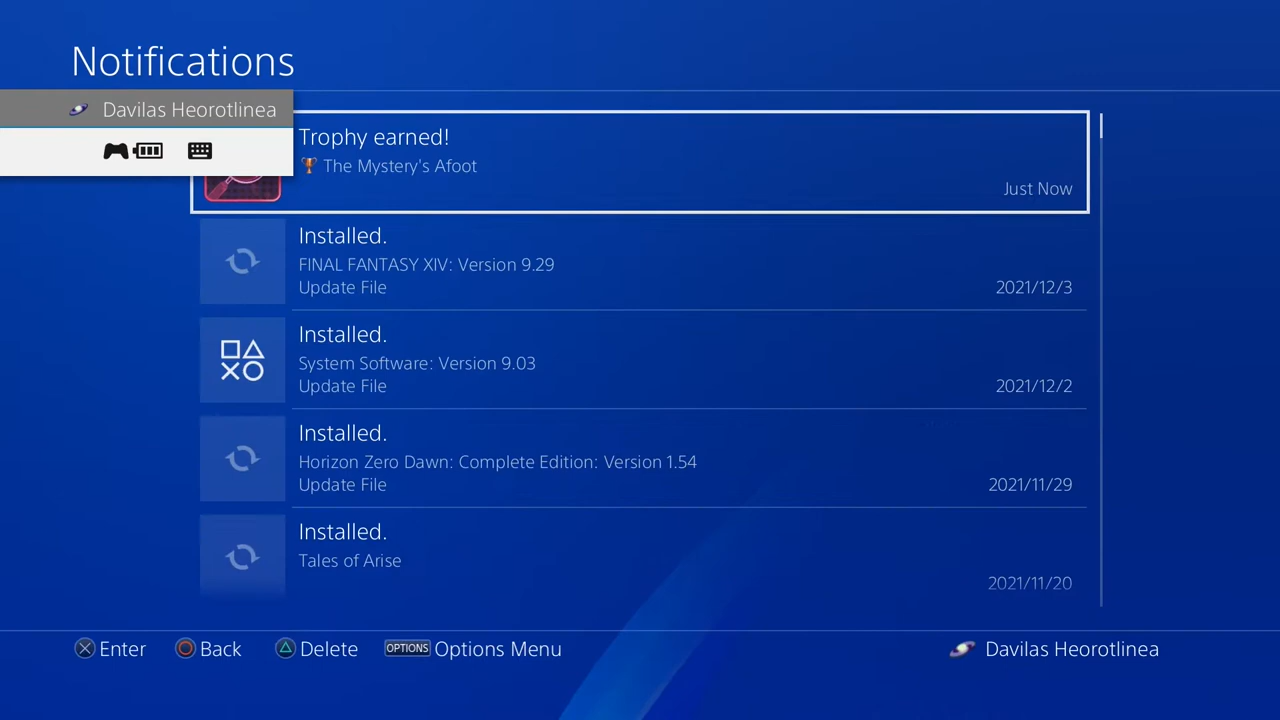 Notifications
Davilas Heorotlinea
Trophy earned!
The Mystery's Afoot
Just Now
Installed.
FINAL FANTASY XIV: Version 9.29
Update File
2021/12/3
Installed.
System Software: Version 9.03
Update File
2021/12/2
Installed.
Horizon Zero Dawn: Complete Edition: Version 1.54
Update File
2021/11/29
Installed.
Tales of Arise
2021/11/20
Enter Back Delete OPTIONS Options Menu Davilas Heorotlinea